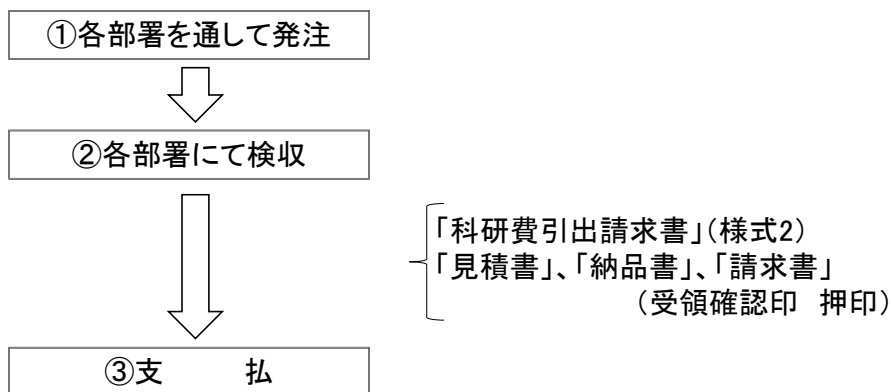 ①各部署を通して発注
②各部署にて検収
「科研費引出請求書」(様式2)
「見積書」、「納品書」、「請求書」
(受領確認印　押印)
③支　　　払